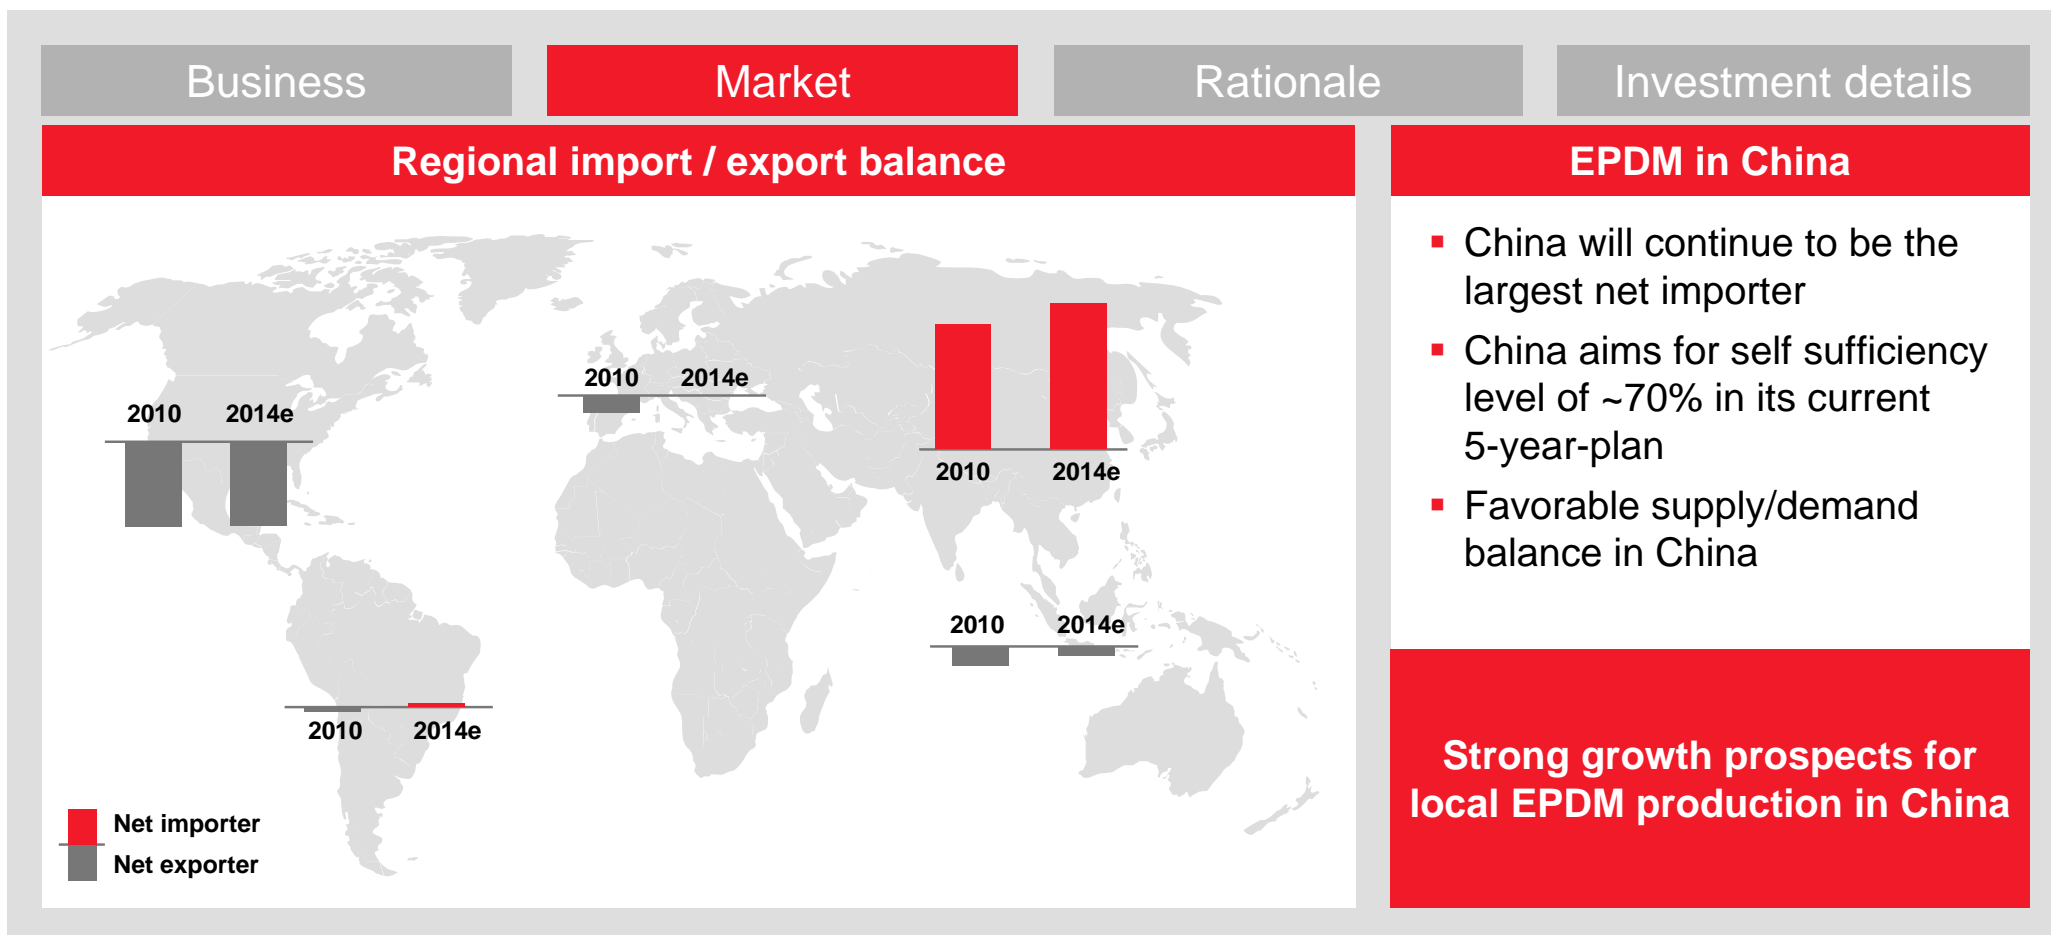 Business
Market
Rationale
Investment details
Regional import / export balance
2010 2014e
2010 2014e
2010 2014e
2010 2014e
2010 2014e
Net importer
Net exporter
EPDM in China
▪ China will continue to be the
largest net importer
▪ China aims for self sufficiency
level of ~70% in its current
5-year-plan
▪ Favorable supply/demand
balance in China
Strong growth prospects for
local EPDM production in China